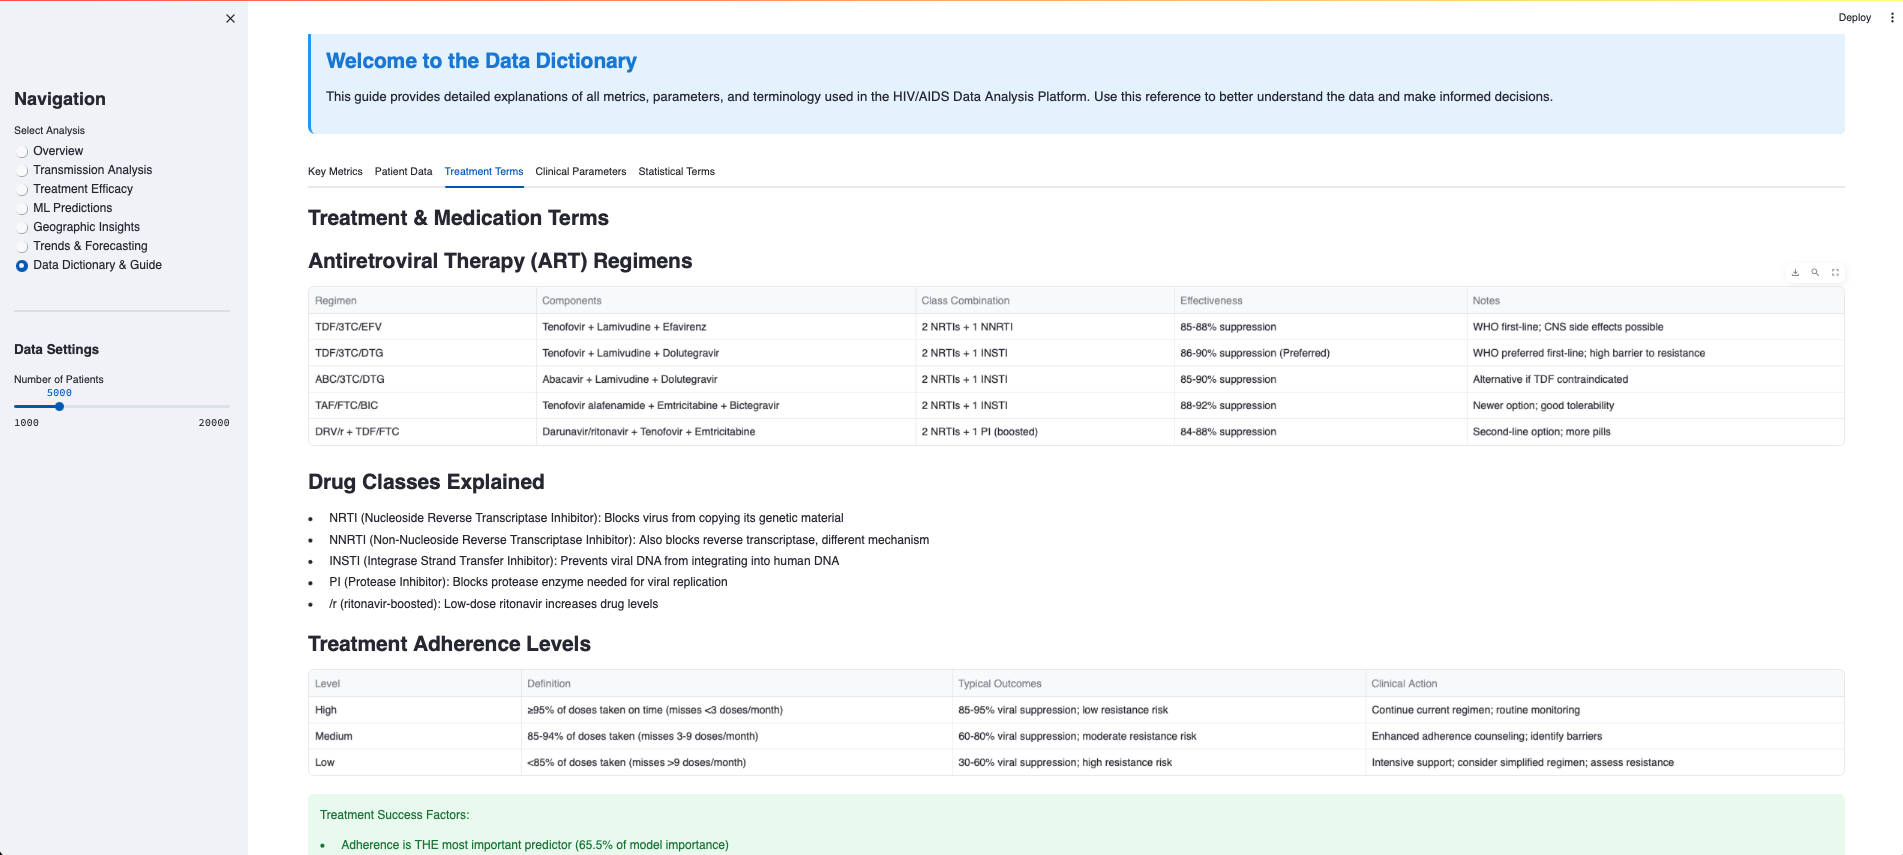 Deploy
Navigation
Select Analysis
Overview
Transmission Analysis
Treatment Efficacy
ML Predictions
Geographic Insights
Trends & Forecasting
Data Dictionary & Guide
Data Settings
Number of Patients
5000
1000 20000
Welcome to the Data Dictionary
This guide provides detailed explanations of all metrics, parameters, and terminology used in the HIV/AIDS Data Analysis Platform. Use this reference to better understand the data and make informed decisions.
Key Metrics Patient Data Treatment Terms Clinical Parameters Statistical Terms
Treatment & Medication Terms
Antiretroviral Therapy (ART) Regimens
Regimen Components Class Combination Effectiveness Notes
TDF/3TC/EFV Tenofovir + Lamivudine + Efavirenz 2 NRTIs + 1 NNRTI 85-88% suppression WHO first-line; CNS side effects possible
TDF/3TC/DTG Tenofovir + Lamivudine + Dolutegravir 2 NRTIs + 1 INSTI 86-90% suppression (Preferred) WHO preferred first-line; high barrier to resistance
ABC/3TC/DTG Abacavir + Lamivudine + Dolutegravir 2 NRTIs + 1 INSTI 85-90% suppression Alternative if TDF contraindicated
TAF/FTC/BIC Tenofovir alafenamide + Emtricitabine + Bictegravir 2 NRTIs + 1 INSTI 88-92% suppression Newer option; good tolerability
DRV/r + TDF/FTC Darunavir/ritonavir + Tenofovir + Emtricitabine 2 NRTIs + 1 PI (boosted) 84-88% suppression Second-line option; more pills
Drug Classes Explained
• NRTI (Nucleoside Reverse Transcriptase Inhibitor): Blocks virus from copying its genetic material
• NNRTI (Non-Nucleoside Reverse Transcriptase Inhibitor): Also blocks reverse transcriptase, different mechanism
• INSTI (Integrase Strand Transfer Inhibitor): Prevents viral DNA from integrating into human DNA
• PI (Protease Inhibitor): Blocks protease enzyme needed for viral replication
• /r (ritonavir-boosted): Low-dose ritonavir increases drug levels
Treatment Adherence Levels
Level Definition Typical Outcomes Clinical Action
High ≥95% of doses taken on time (misses <3 doses/month) 85-95% viral suppression; low resistance risk Continue current regimen; routine monitoring
Medium 85-94% of doses taken (misses 3-9 doses/month) 60-80% viral suppression; moderate resistance risk Enhanced adherence counseling; identify barriers
Low <85% of doses taken (misses >9 doses/month) 30-60% viral suppression; high resistance risk Intensive support; consider simplified regimen; assess resistance
Treatment Success Factors:
• Adherence is THE most important predictor (65.5% of model importance)